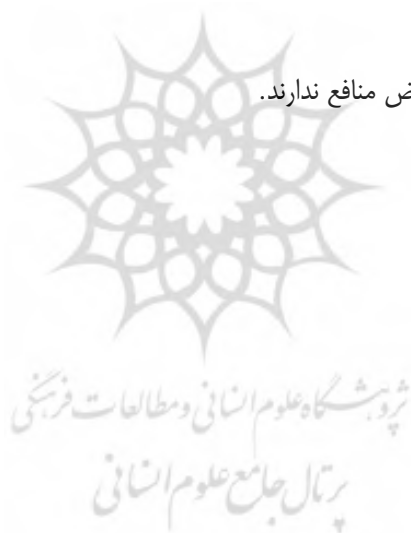 ض منافع ندارند.
پژوهشگاه علوم انسانی و مطالعات فرهنگی
پرتال جامع علوم انسانی